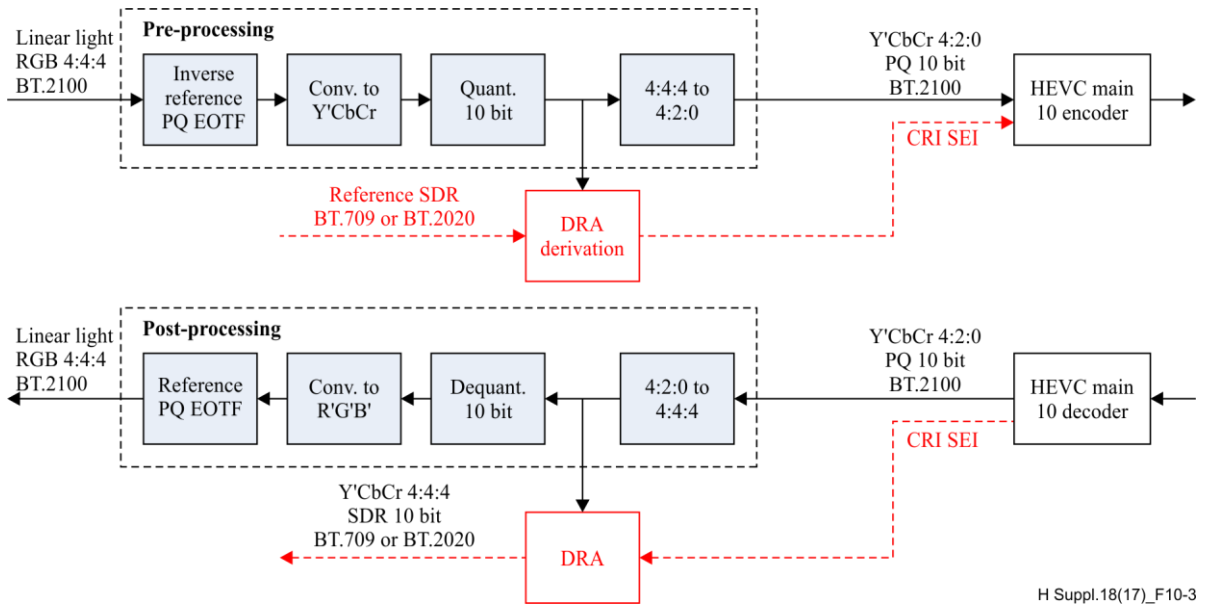 Pre-processing
Linear light
RGB 4:4:4
BT.2100
Inverse
reference
PQ EOTF
Conv. to
Y'CbCr
Quant.
10 bit
4:4:4 to
4:2:0
Y'CbCr 4:2:0
PQ 10 bit
BT.2100
HEVC main
10 encoder
CRI SEI
Reference SDR
BT.709 or BT.2020
DRA
derivation
Post-processing
Linear light
RGB 4:4:4
BT.2100
Reference
PQ EOTF
Conv. to
R'G'B'
Dequant.
10 bit
4:2:0 to
4:4:4
Y'CbCr 4:2:0
PQ 10 bit
BT.2100
HEVC main
10 decoder
CRI SEI
Y'CbCr 4:4:4
SDR 10 bit
BT.709 or BT.2020
DRA
H Suppl.18(17)_F10-3